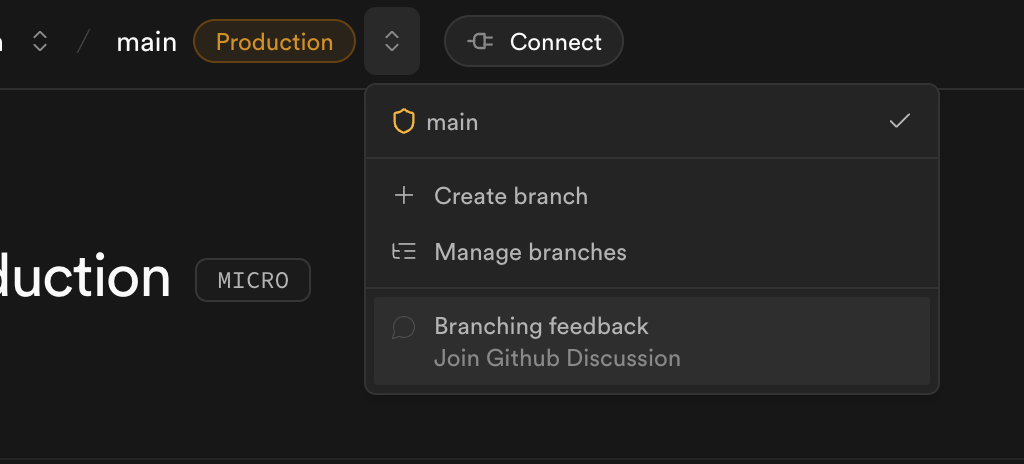 main Production Connect
main
Create branch
Manage branches
duction MICRO
Branching feedback
Join Github Discussion